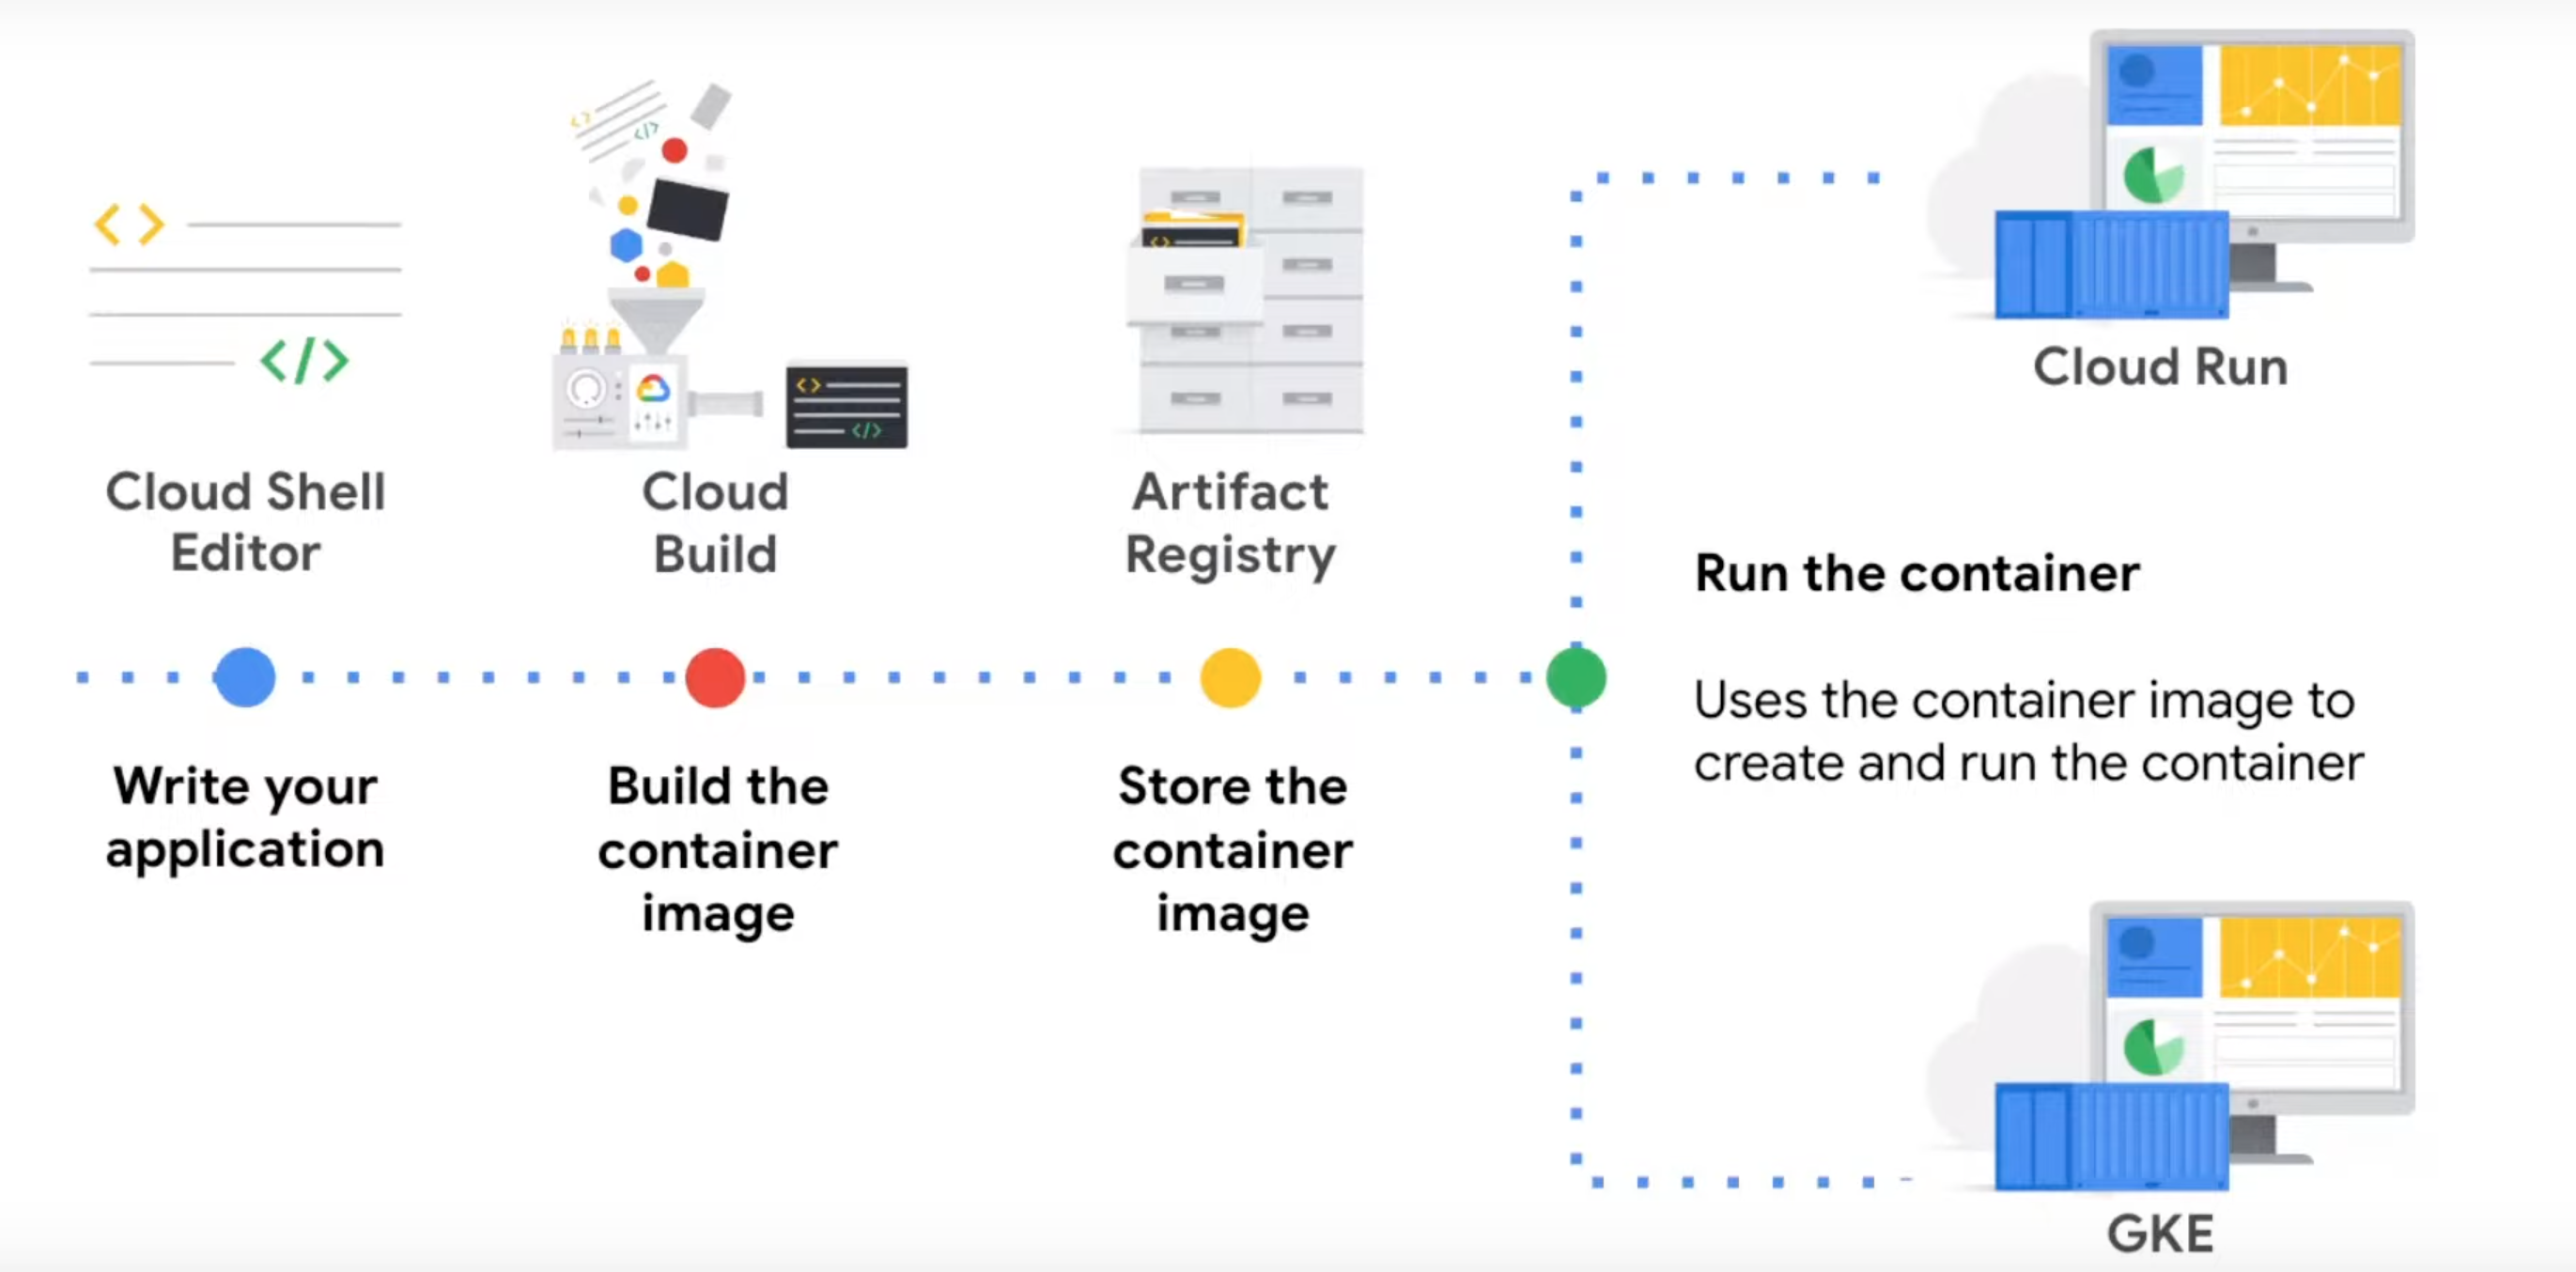 Cloud Shell
Editor
Write your
application
Cloud
Build
Build the
container
image
Artifact
Registry
Store the
container
image
Cloud Run
Run the container
Uses the container image to
create and run the container
GKE